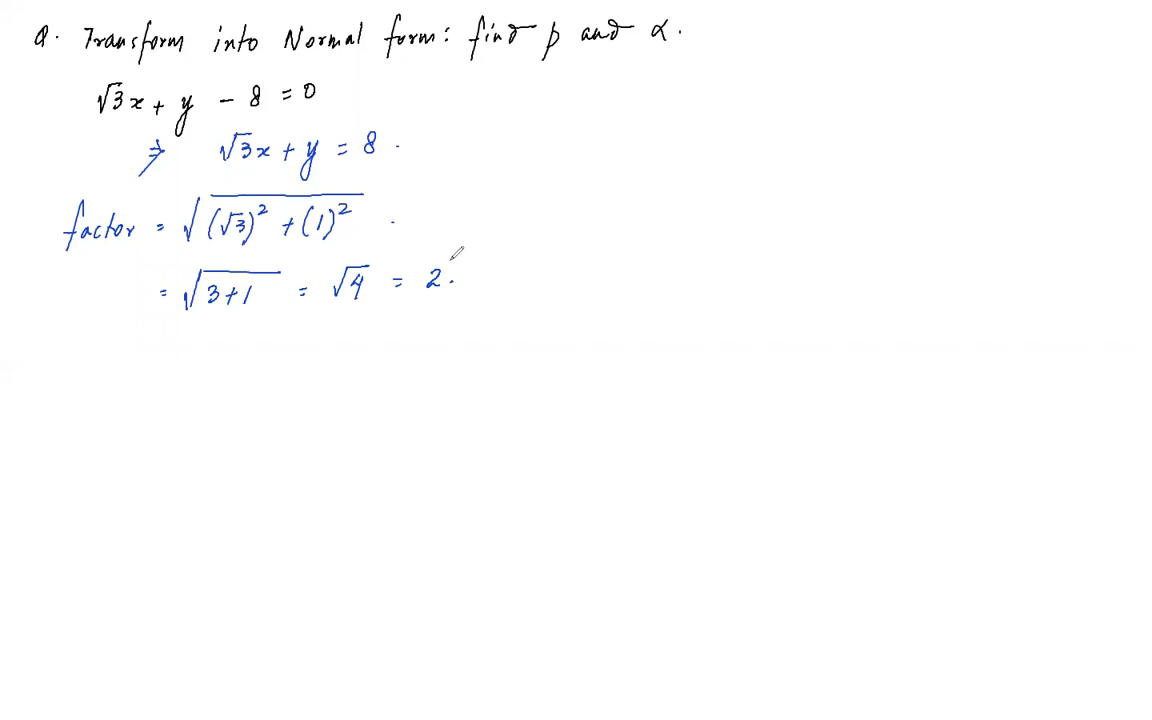 Q. Transform into Normal form: find p and α.
√3x + y - 8 = 0
⇒ √3x + y = 8.
factor = √(√3)² + (1)² .
= √3+1 = √4 = 2.